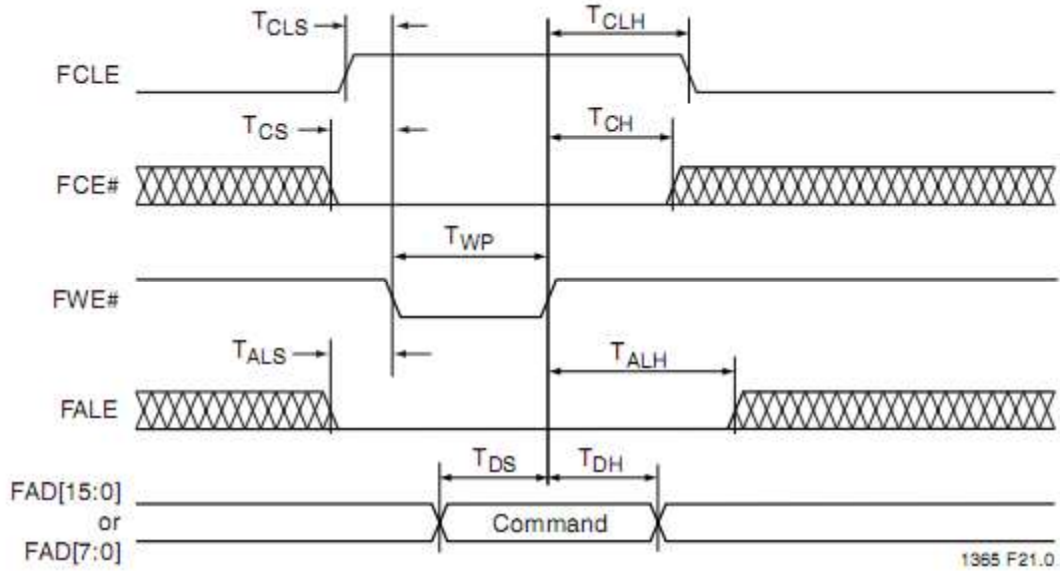 TCLS
TCLH
FCLE
TCS
TCH
FCE#
TWP
FWE#
TALS
TALH
FALE
TDS
TDH
FAD[15:0]
or
FAD[7:0]
Command
1365 F21.0